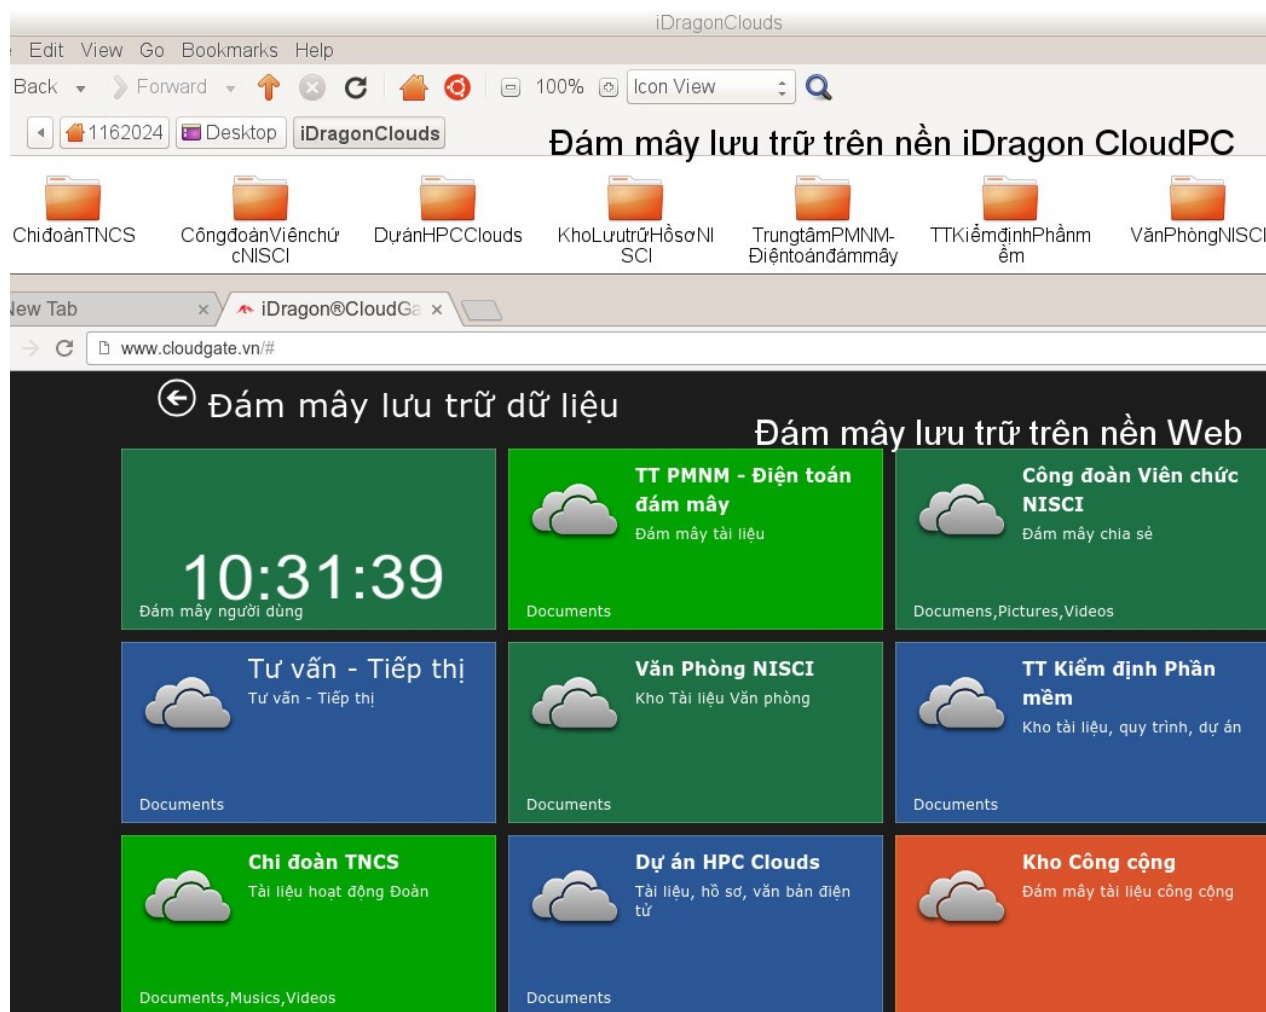 iDragonClouds
Edit View Go Bookmarks Help
Back Forward 100% Icon View
1162024 Desktop iDragonClouds
Đám mây lưu trữ trên nền iDragon CloudPC
ChiđoànTNCS
CôngđoànViênchứ
cNISCI
DựánHPCClouds
KhoLưutrữHồsơNI
SCI
TrungtâmPMNM-
Điệntoánđámmây
TTKiểmđịnhPhầnm
ềm
VănPhòngNISCI
New Tab
iDragon®CloudGa
www.cloudgate.vn/#
Đám mây lưu trữ dữ liệu
Đám mây lưu trữ trên nền Web
10:31:39
Đám mây người dùng
TT PMNM - Điện toán
đám mây
Đám mây tài liệu
Documents
Công đoàn Viên chức
NISCI
Đám mây chia sẻ
Documens,Pictures,Videos
Tư vấn - Tiếp thị
Tư vấn - Tiếp thị
Documents
Văn Phòng NISCI
Kho Tài liệu Văn phòng
Documents
TT Kiểm định Phần
mềm
Kho tài liệu, quy trình, dự án
Documents
Chi đoàn TNCS
Tài liệu hoạt động Đoàn
Documents,Musics,Videos
Dự án HPC Clouds
Tài liệu, hồ sơ, văn bản điện
tử
Documents
Kho Công cộng
Đám mây tài liệu công cộng